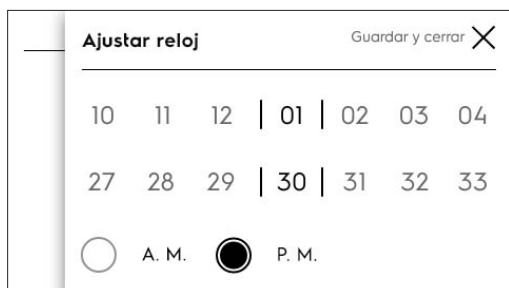 Ajustar reloj Guardar y cerrar
10 11 12 | 01 | 02 03 04
27 28 29 | 30 | 31 32 33
A. M. P. M.